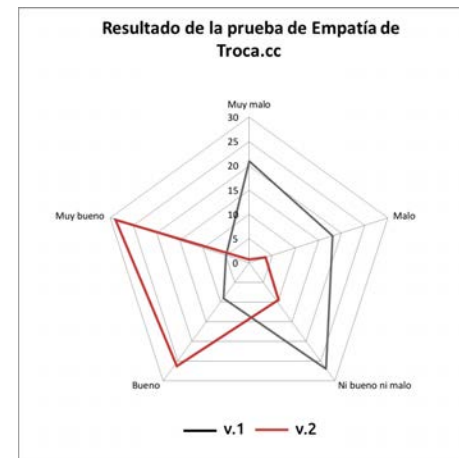 Resultado de la prueba de Empatía de
Troca.cc
Muy malo
30
25
20
15
10
5
0
Muy bueno
Malo
Bueno
Ni bueno ni malo
v.1
v.2